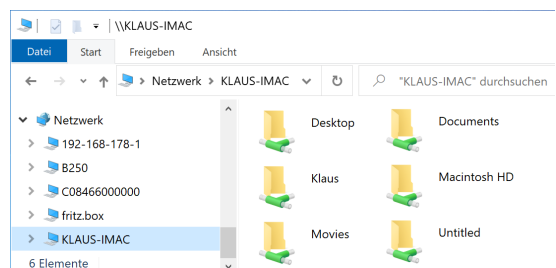 \\KLAUS-IMAC
Datei Start Freigeben Ansicht
Netzwerk KLAUS-IMAC "KLAUS-IMAC" durchsuchen
Netzwerk
192-168-178-1
B250
C08466000000
fritz.box
KLAUS-IMAC
6 Elemente
Desktop Documents
Klaus Macintosh HD
Movies Untitled